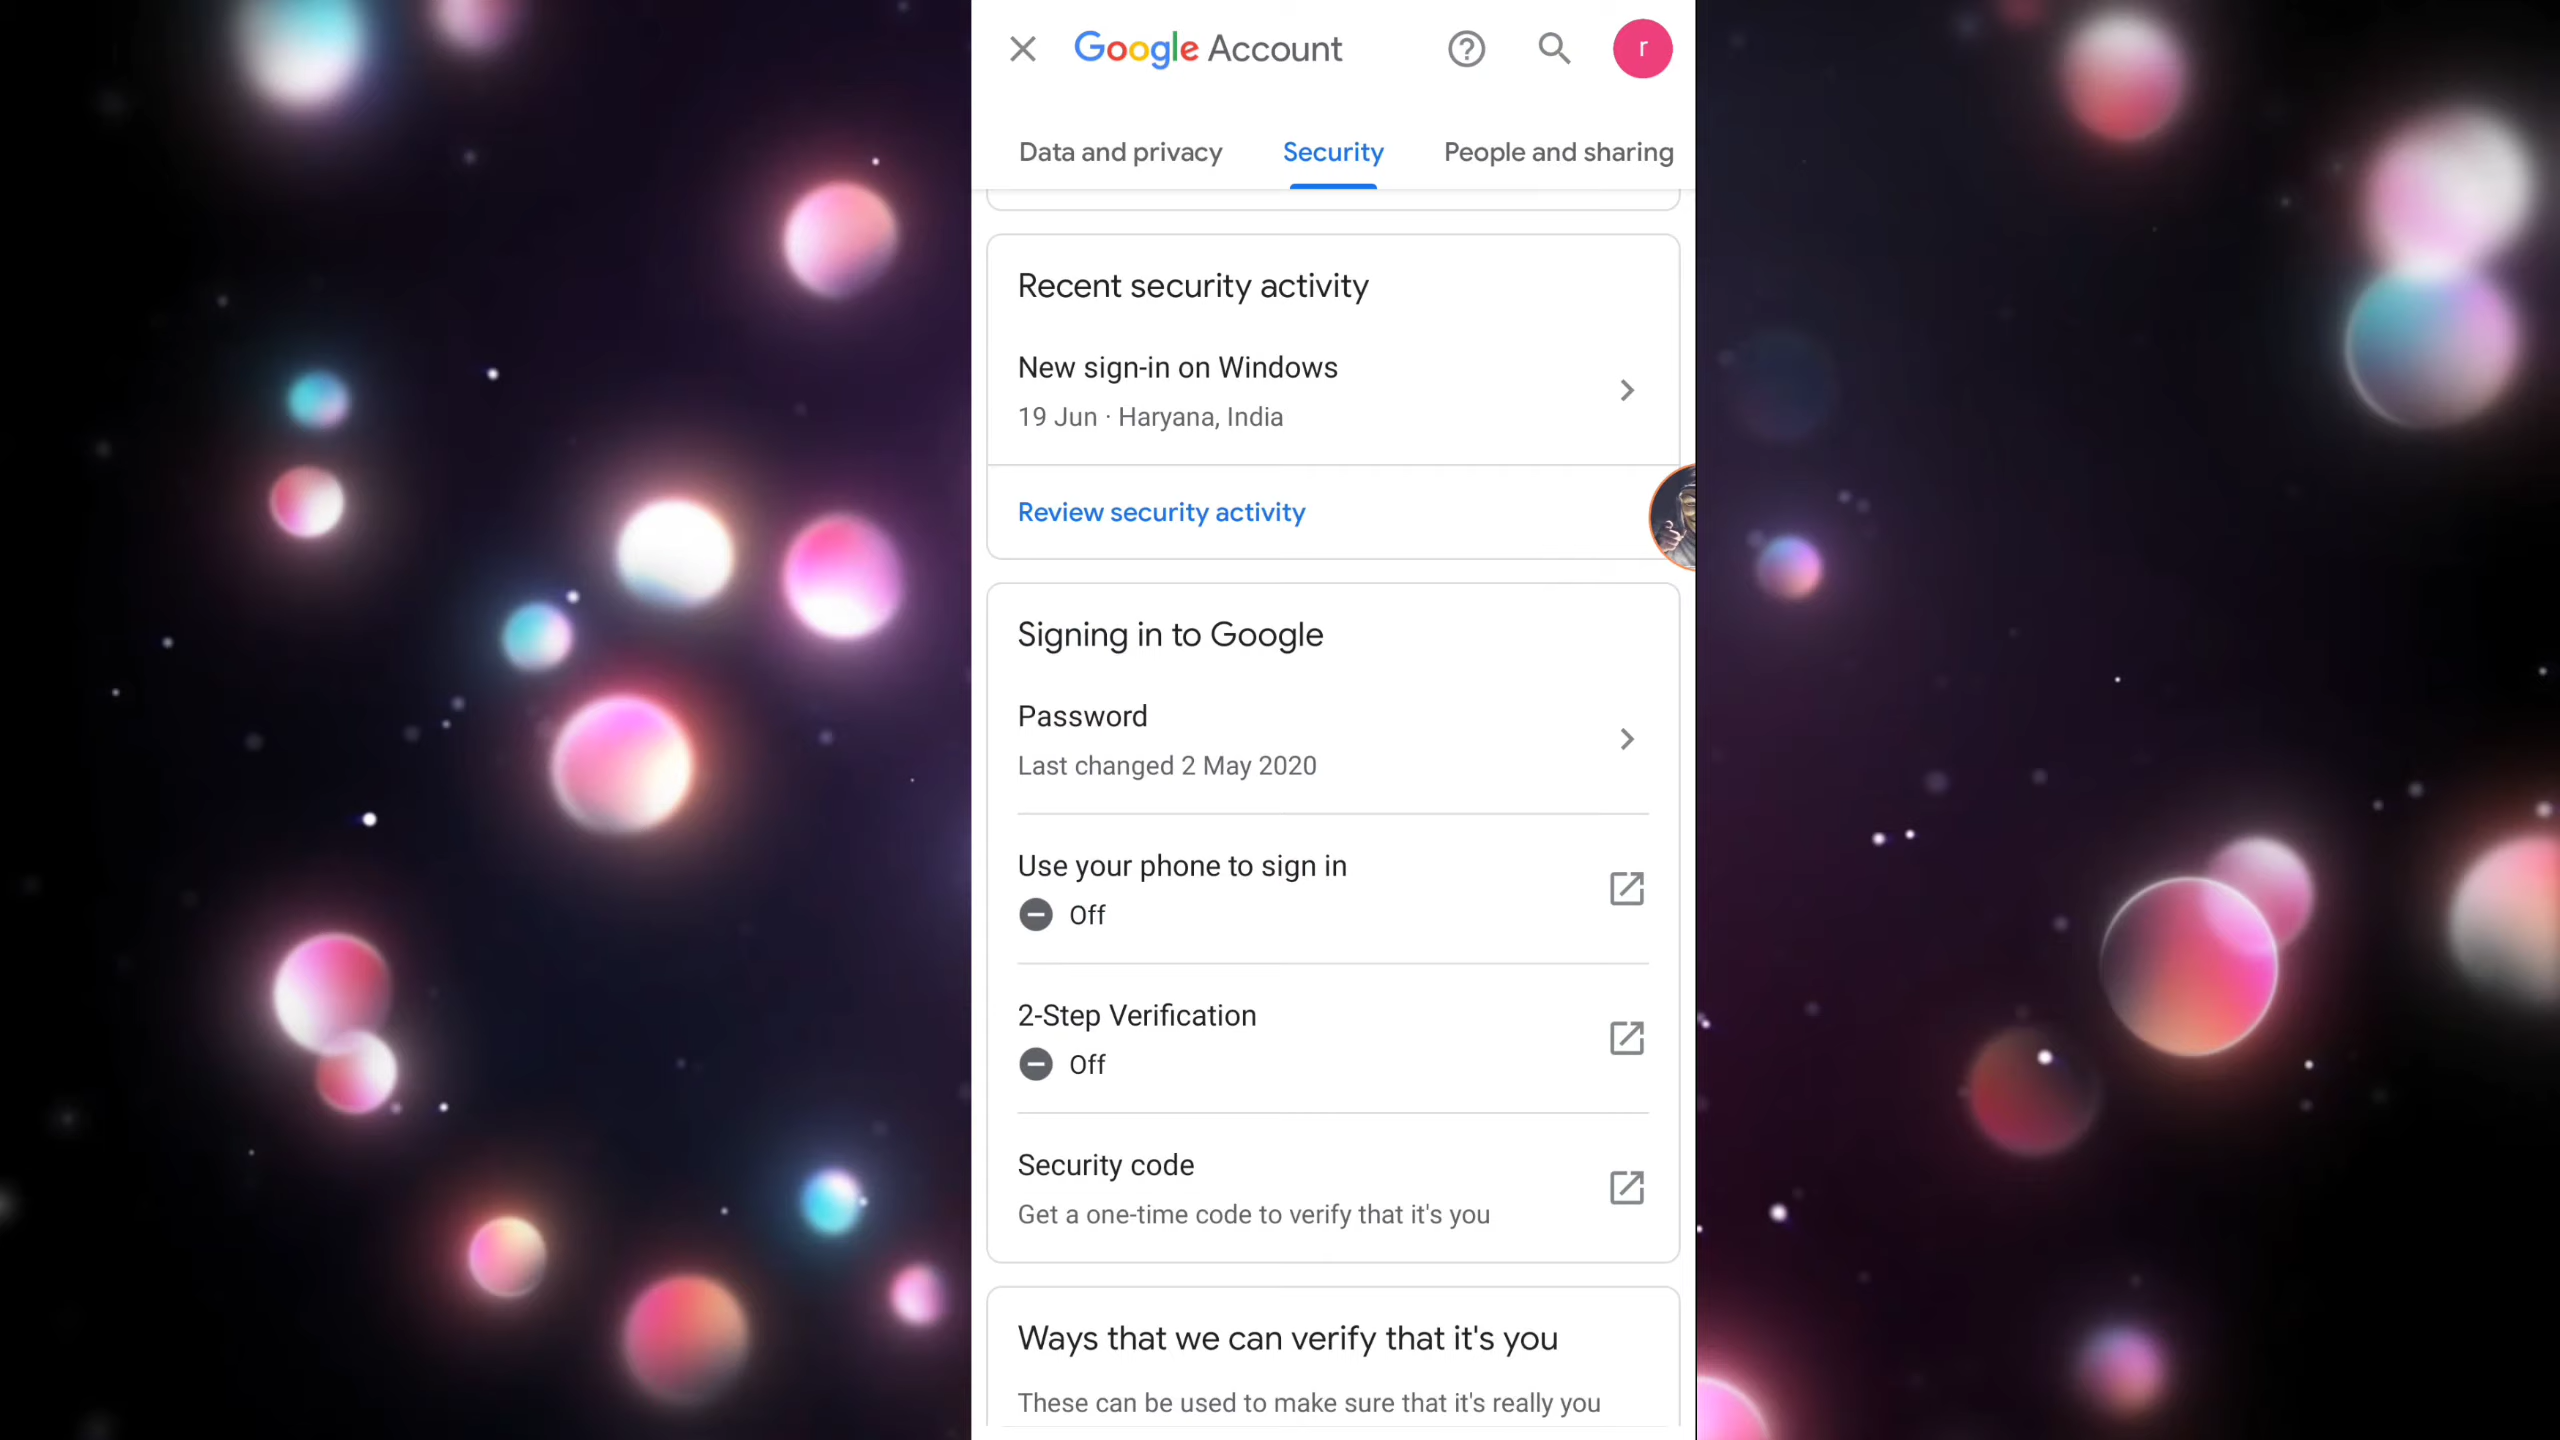 Google Account
r
Data and privacy
Security
People and sharing
Recent security activity
New sign-in on Windows
19 Jun · Haryana, India
Review security activity
Signing in to Google
Password
Last changed 2 May 2020
Use your phone to sign in
Off
2-Step Verification
Off
Security code
Get a one-time code to verify that it's you
Ways that we can verify that it's you
These can be used to make sure that it's really you